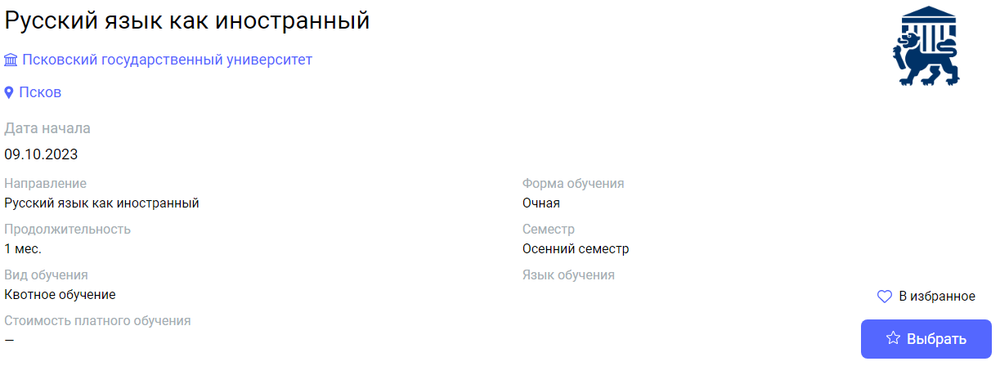 Русский язык как иностранный
Псковский государственный университет
Псков
Дата начала
09.10.2023
Направление
Русский язык как иностранный
Форма обучения
Очная
Продолжительность
1 мес.
Семестр
Осенний семестр
Вид обучения
Квотное обучение
Язык обучения
Стоимость платного обучения
—
В избранное
Выбрать